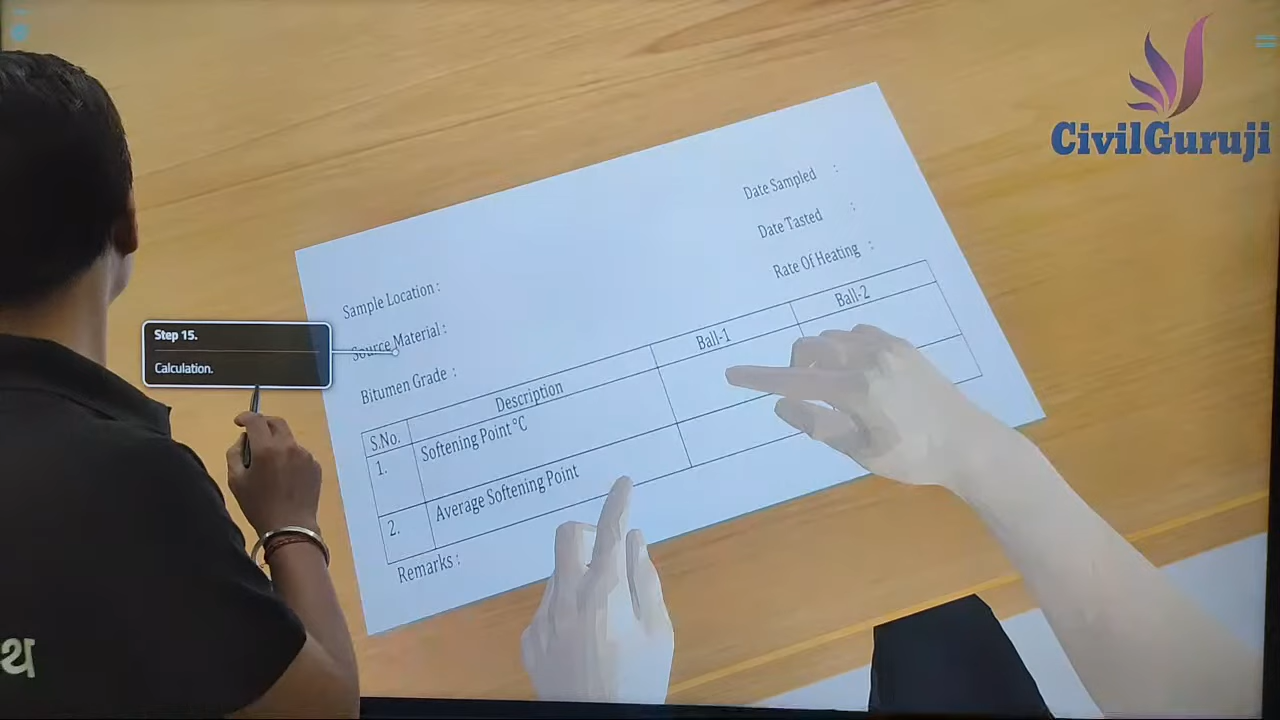 CivilGuruji
Date Sampled :
Date Tasted :
Rate Of Heating :
Sample Location :
Source Material :
Bitumen Grade :
Step 15.
Calculation.
S.No. Description Ball-1 Ball-2
1. Softening Point °C
2. Average Softening Point
Remarks :